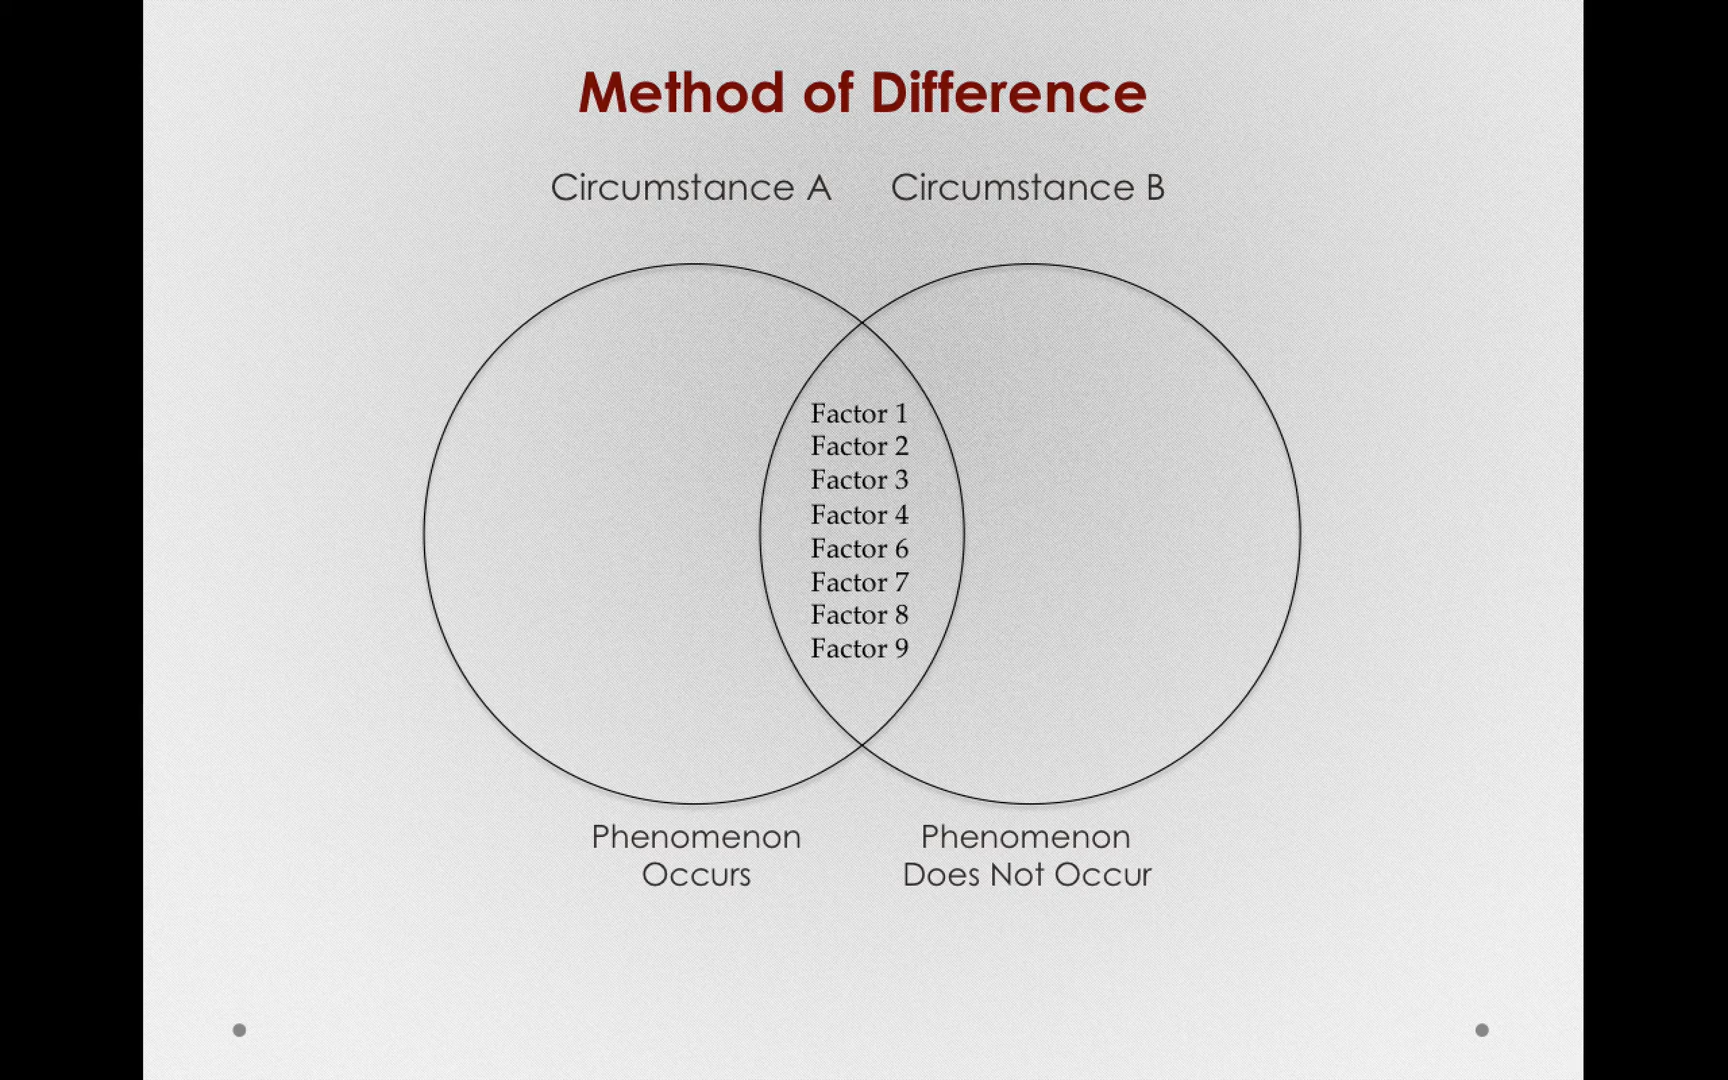 Method of Difference
Circumstance A
Circumstance B
Factor 1
Factor 2
Factor 3
Factor 4
Factor 6
Factor 7
Factor 8
Factor 9
Phenomenon
Occurs
Phenomenon
Does Not Occur